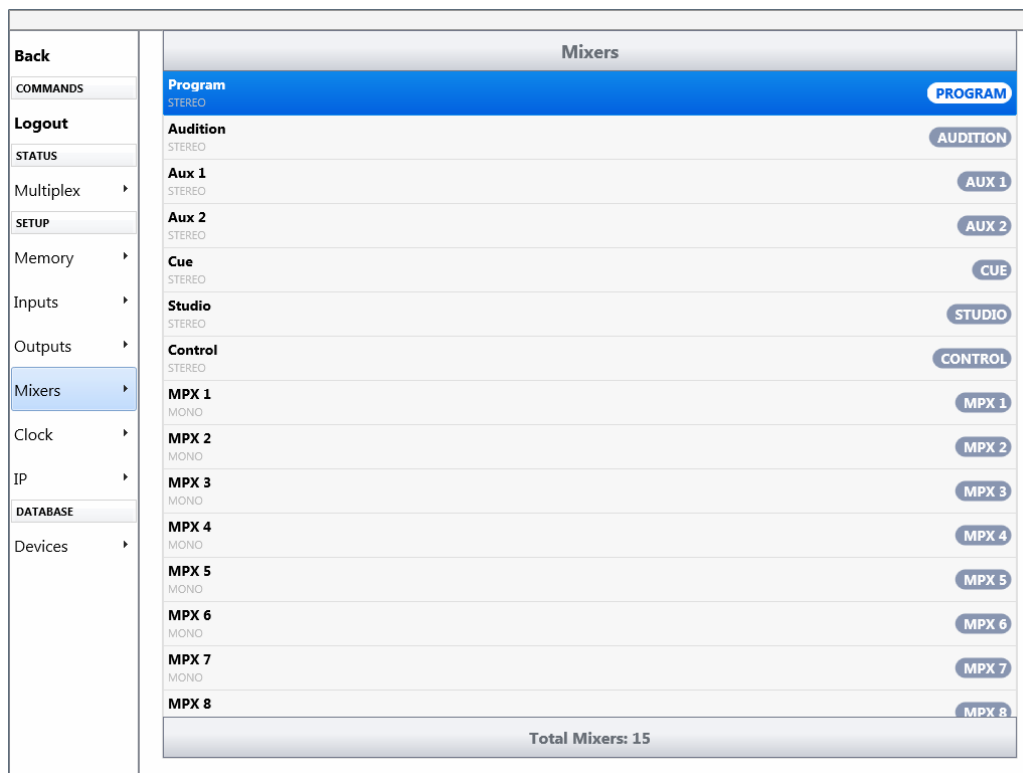 Back
COMMANDS
Logout
STATUS
Multiplex
SETUP
Memory
Inputs
Outputs
Mixers
Clock
IP
DATABASE
Devices
Mixers
Program
STEREO
PROGRAM
Audition
STEREO
AUDITION
Aux 1
STEREO
AUX 1
Aux 2
STEREO
AUX 2
Cue
STEREO
CUE
Studio
STEREO
STUDIO
Control
STEREO
CONTROL
MPX 1
MONO
MPX 1
MPX 2
MONO
MPX 2
MPX 3
MONO
MPX 3
MPX 4
MONO
MPX 4
MPX 5
MONO
MPX 5
MPX 6
MONO
MPX 6
MPX 7
MONO
MPX 7
MPX 8
MPX 8
Total Mixers: 15